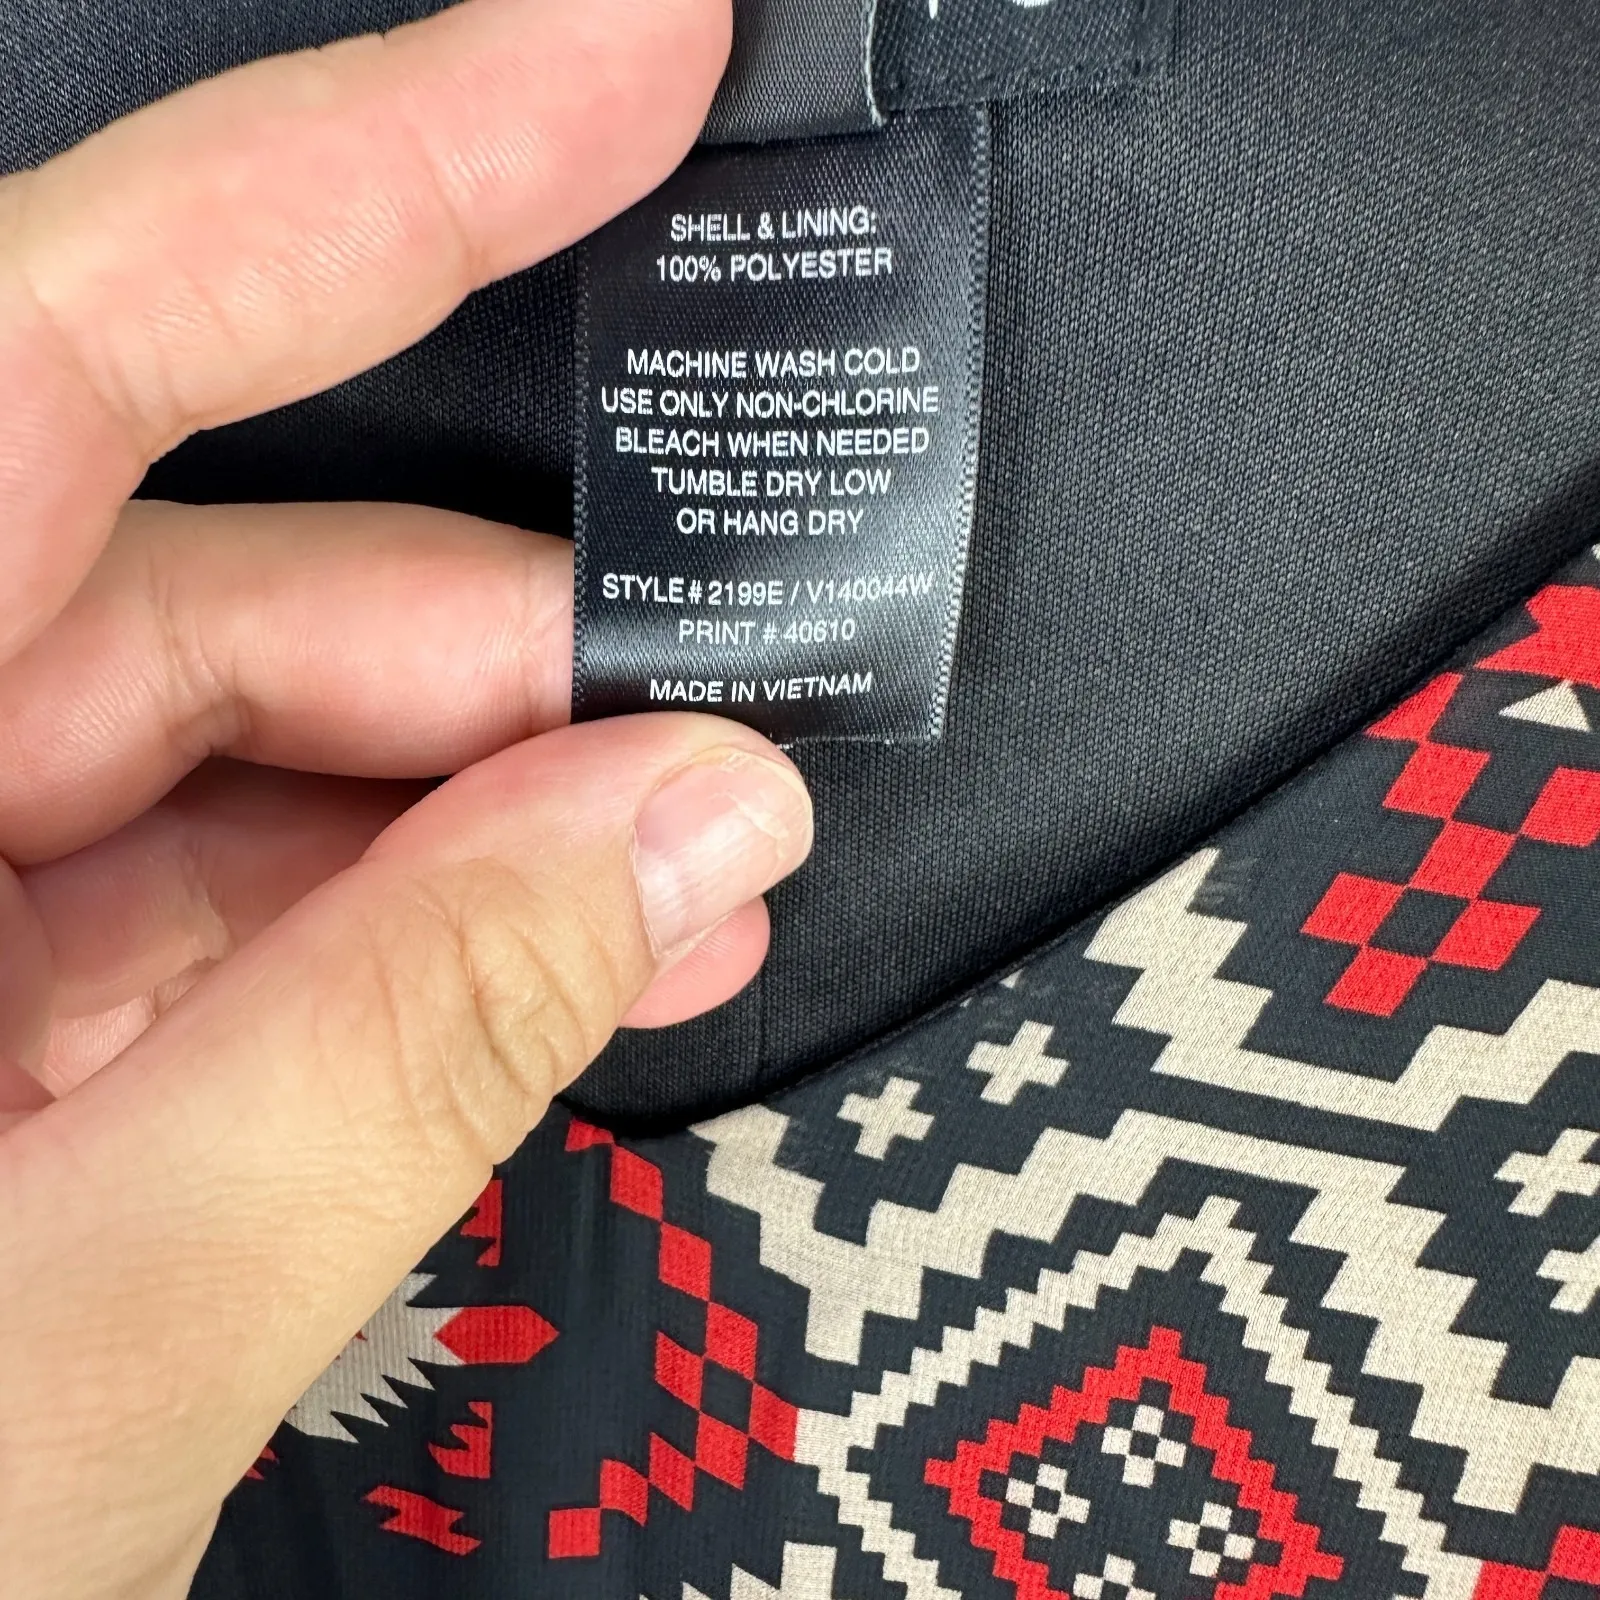 SHELL & LINING:
100% POLYESTER
MACHINE WASH COLD
USE ONLY NON-CHLORINE
BLEACH WHEN NEEDED
TUMBLE DRY LOW
OR HANG DRY
STYLE # 2199E / V140044W
PRINT # 40610
MADE IN VIETNAM